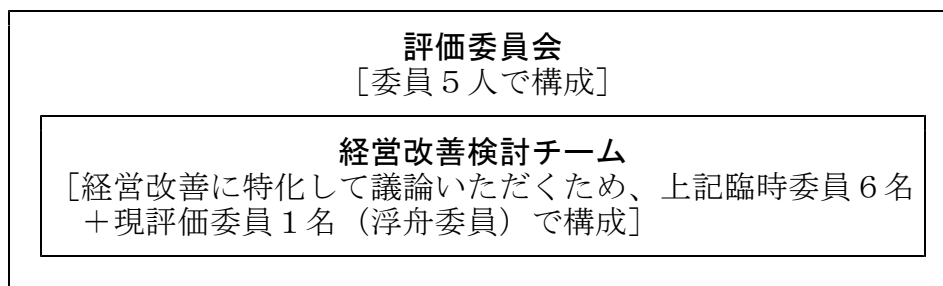 評価委員会
[委員５人で構成]
経営改善検討チーム
[経営改善に特化して議論いただくため、上記臨時委員６名
＋現評価委員１名（浮舟委員）で構成]